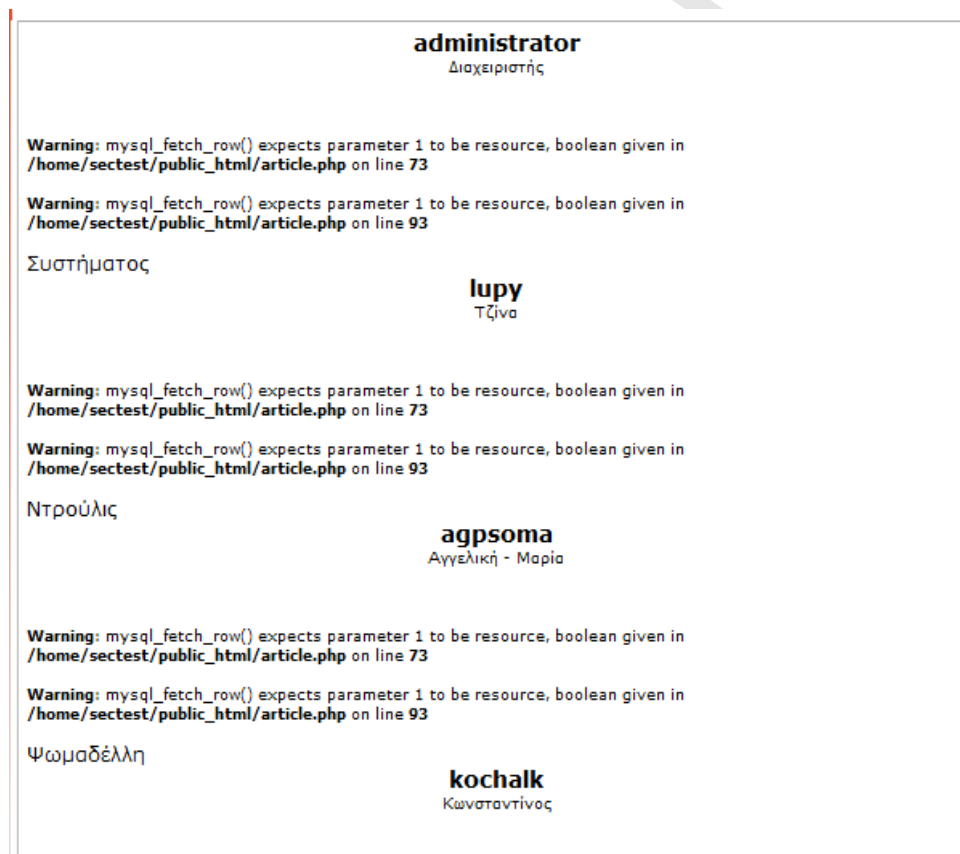 administrator
Διαχειριστής
Warning: mysql_fetch_row() expects parameter 1 to be resource, boolean given in
/home/sectest/public_html/article.php on line 73
Warning: mysql_fetch_row() expects parameter 1 to be resource, boolean given in
/home/sectest/public_html/article.php on line 93
Συστήματος
lupy
Τζίνα
Warning: mysql_fetch_row() expects parameter 1 to be resource, boolean given in
/home/sectest/public_html/article.php on line 73
Warning: mysql_fetch_row() expects parameter 1 to be resource, boolean given in
/home/sectest/public_html/article.php on line 93
Ντρούλις
agpsoma
Αγγελική - Μαρία
Warning: mysql_fetch_row() expects parameter 1 to be resource, boolean given in
/home/sectest/public_html/article.php on line 73
Warning: mysql_fetch_row() expects parameter 1 to be resource, boolean given in
/home/sectest/public_html/article.php on line 93
Ψωμαδέλλη
kochalk
Κωνσταντίνος